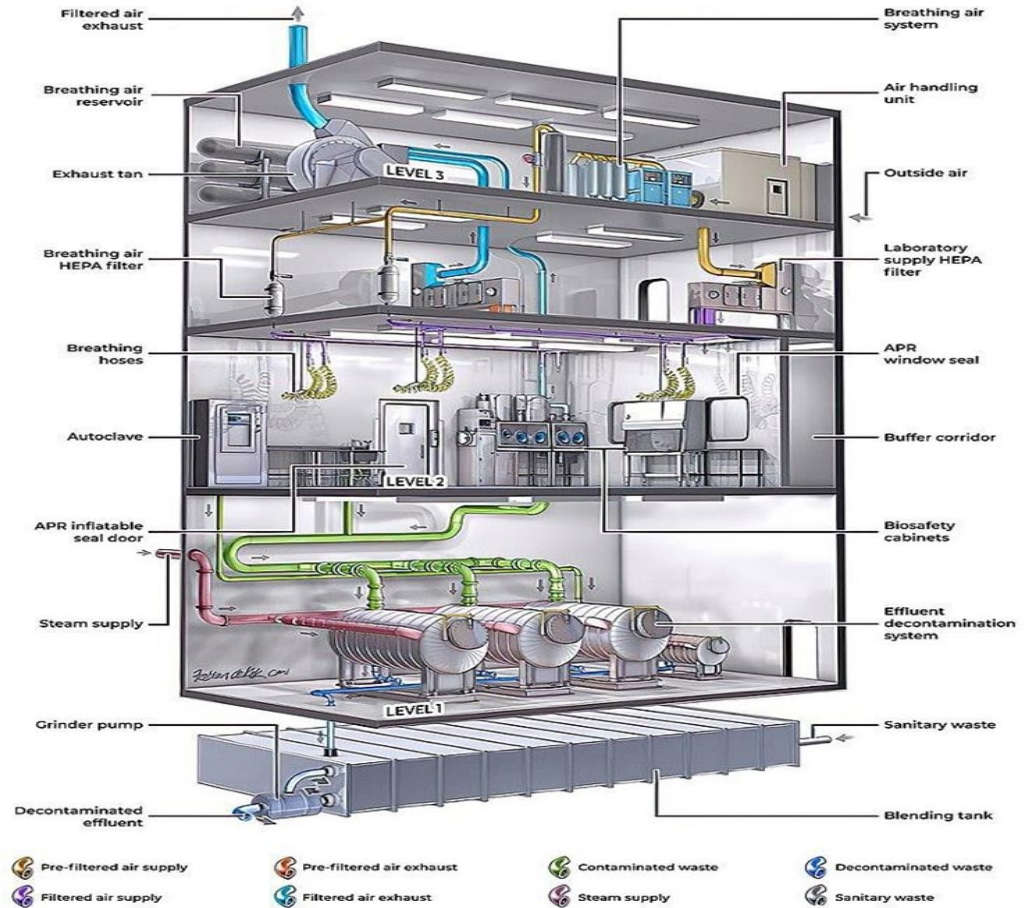 Filtered air
exhaust
Breathing air
system
Breathing air
reservoir
Air handling
unit
Exhaust tan
LEVEL 3
Outside air
Breathing air
HEPA filter
Laboratory
supply HEPA
filter
Breathing
hoses
APR
window seal
Autoclave
Buffer corridor
LEVEL 2
APR inflatable
seal door
Biosafety
cabinets
Steam supply
Effluent
decontamination
system
LEVEL 1
Grinder pump
Sanitary waste
Decontaminated
effluent
Blending tank
Pre-filtered air supply
Pre-filtered air exhaust
Contaminated waste
Decontaminated waste
Filtered air supply
Filtered air exhaust
Steam supply
Sanitary waste